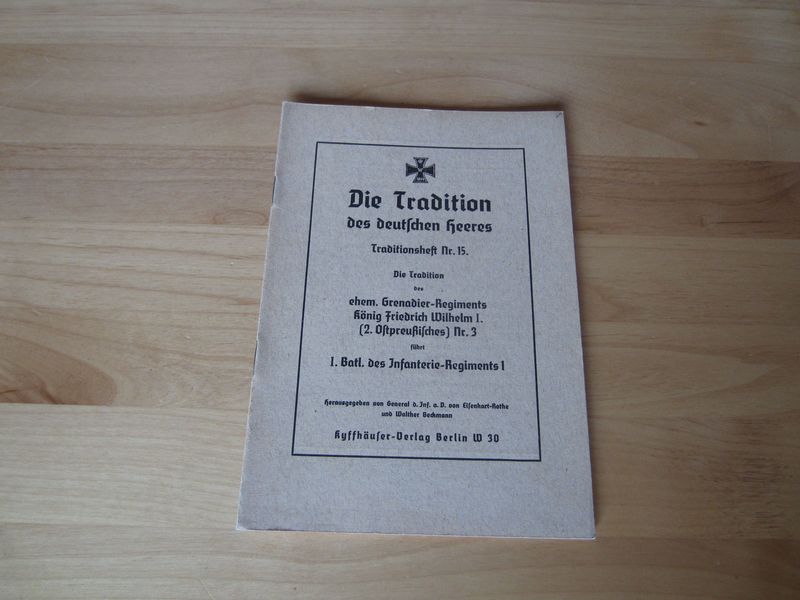 Die Tradition
des deutſchen Heeres
Traditionsheft Nr. 15.
Die Tradition
des
ehem. Grenadier-Regiments
König Friedrich Wilhelm I.
(2. Oſtpreußiſches) Nr. 3
führt
I. Batl. des Infanterie-Regiments 1
Herausgegeben von General d. Inf. a. D. von Eiſenhart-Rothe
und Walther Beckmann
Kyffhäuſer-Verlag Berlin W 30